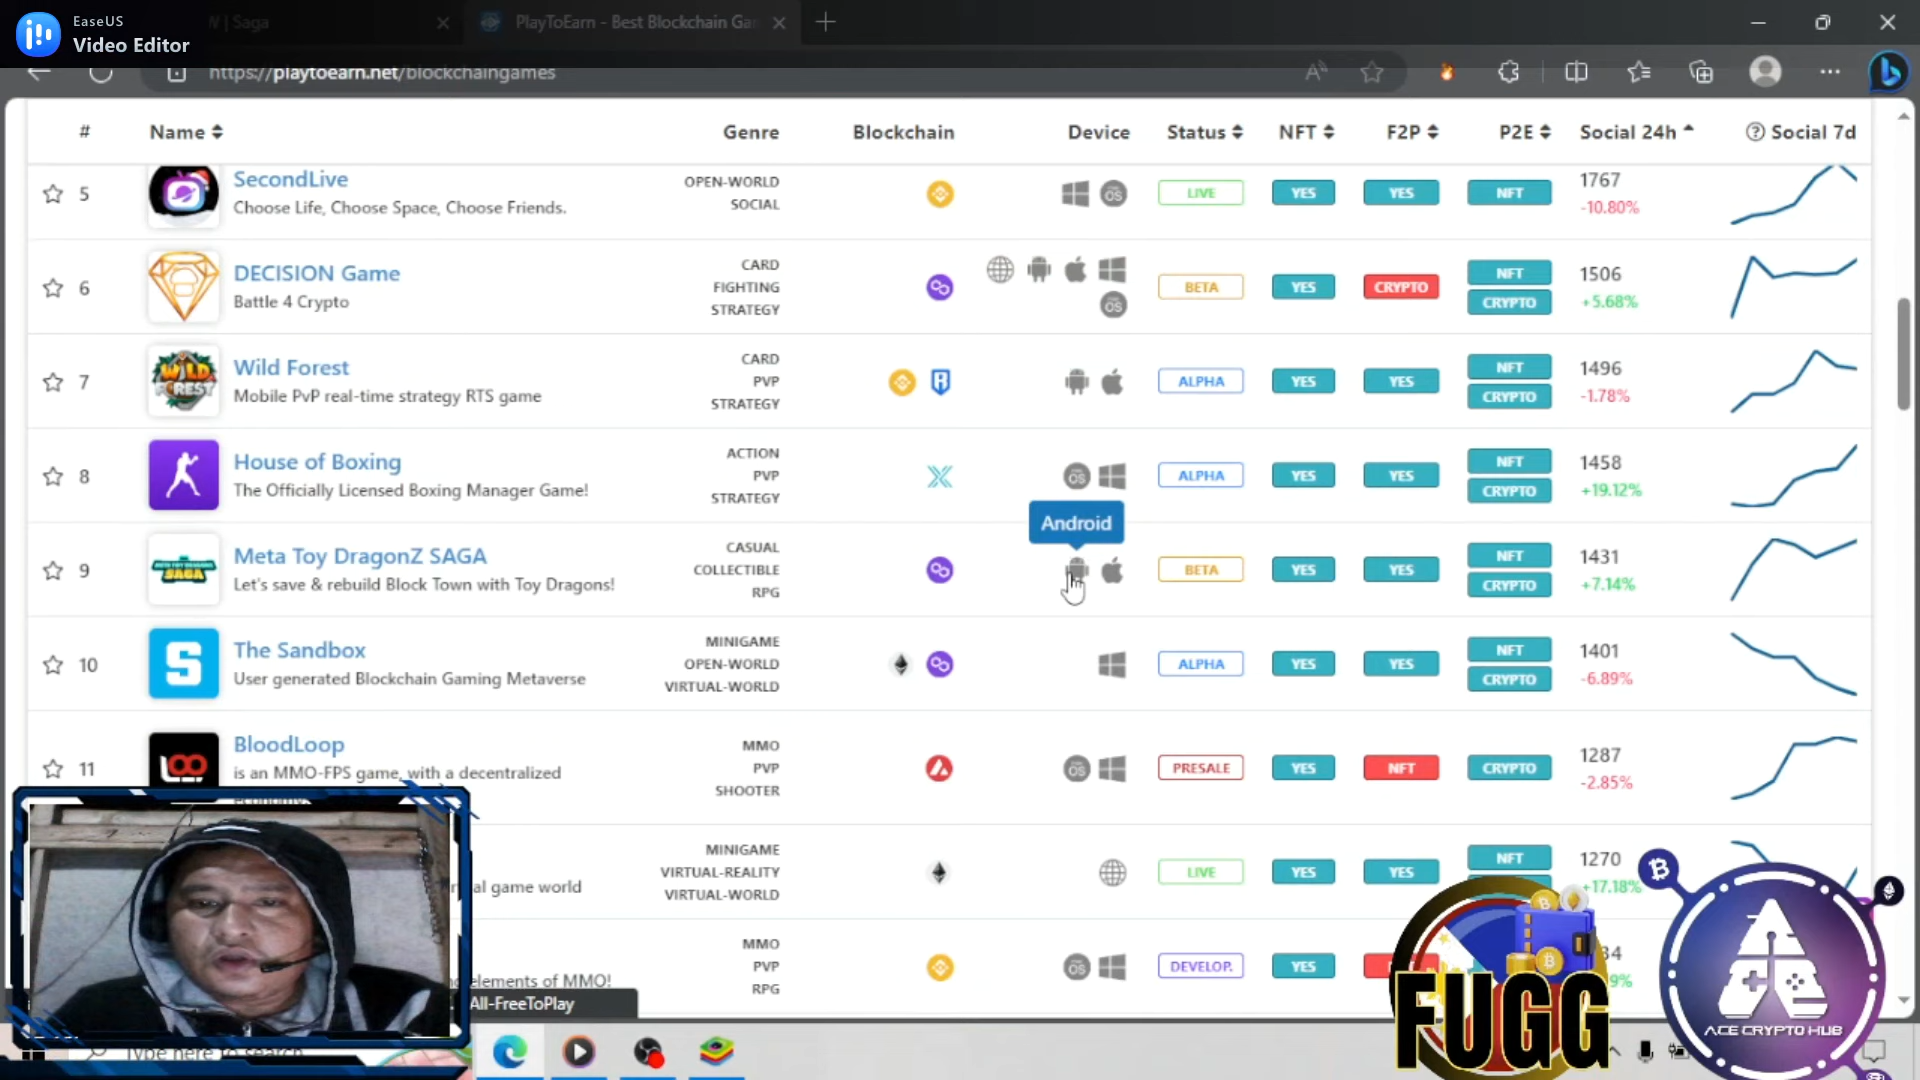 EaseUS
Video Editor
| Saga
PlayToEarn - Best Blockchain Gam
https://playtoearn.net/blockchaingames
# Name Genre Blockchain Device Status NFT F2P P2E Social 24h Social 7d
5 SecondLive OPEN-WORLD LIVE YES YES NFT 1767
Choose Life, Choose Space, Choose Friends. SOCIAL -10.80%
6 DECISION Game CARD BETA YES CRYPTO NFT 1506
Battle 4 Crypto FIGHTING CRYPTO +5.68%
STRATEGY
7 Wild Forest CARD ALPHA YES YES NFT 1496
Mobile PvP real-time strategy RTS game PVP CRYPTO -1.78%
STRATEGY
8 House of Boxing ACTION ALPHA YES YES NFT 1458
The Officially Licensed Boxing Manager Game! PVP CRYPTO +19.12%
STRATEGY
Android
9 Meta Toy DragonZ SAGA CASUAL BETA YES YES NFT 1431
Let's save & rebuild Block Town with Toy Dragons! COLLECTIBLE CRYPTO +7.14%
RPG
10 The Sandbox MINIGAME ALPHA YES YES NFT 1401
User generated Blockchain Gaming Metaverse OPEN-WORLD CRYPTO -6.89%
VIRTUAL-WORLD
11 BloodLoop MMO PRESALE YES NFT CRYPTO 1287
is an MMO-FPS game, with a decentralized PVP -2.85%
SHOOTER
MINIGAME LIVE YES YES NFT 1270
game world VIRTUAL-REALITY +17.18%
VIRTUAL-WORLD
MMO DEVELOP. YES
elements of MMO! PVP
RPG
All-FreeToPlay
FUGG
ACE CRYPTO HUB
Type here to search